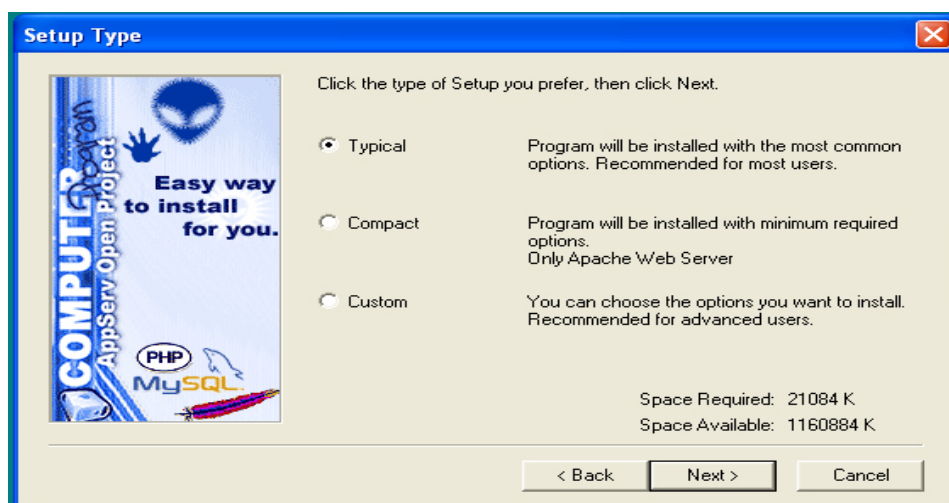 Setup Type
Click the type of Setup you prefer, then click Next.
Typical
Program will be installed with the most common
options. Recommended for most users.
Compact
Program will be installed with minimum required
options.
Only Apache Web Server
Custom
You can choose the options you want to install.
Recommended for advanced users.
Space Required: 21084 K
Space Available: 1160884 K
< Back
Next >
Cancel
COMPUTER
Program
AppServ Open Project
Easy way
to install
for you.
PHP
MySQL